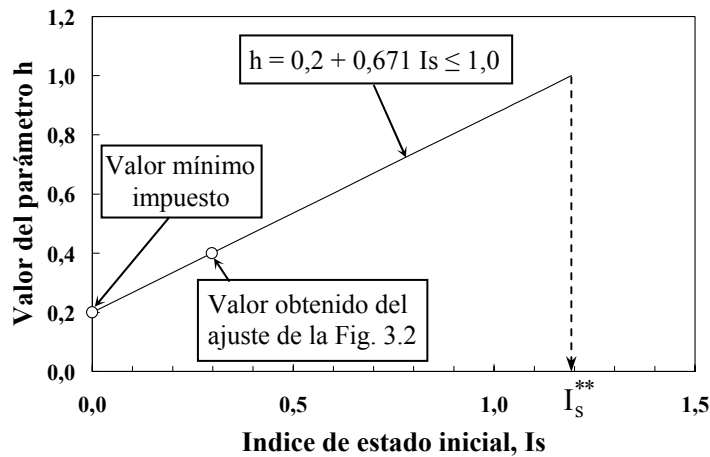 1,2
1,0
0,8
0,6
0,4
0,2
0,0
Valor del parámetro h
h = 0,2 + 0,671 Is ≤ 1,0
Valor mínimo
impuesto
Valor obtenido del
ajuste de la Fig. 3.2
0,0
0,5
1,0
I_s^**
1,5
Indice de estado inicial, Is